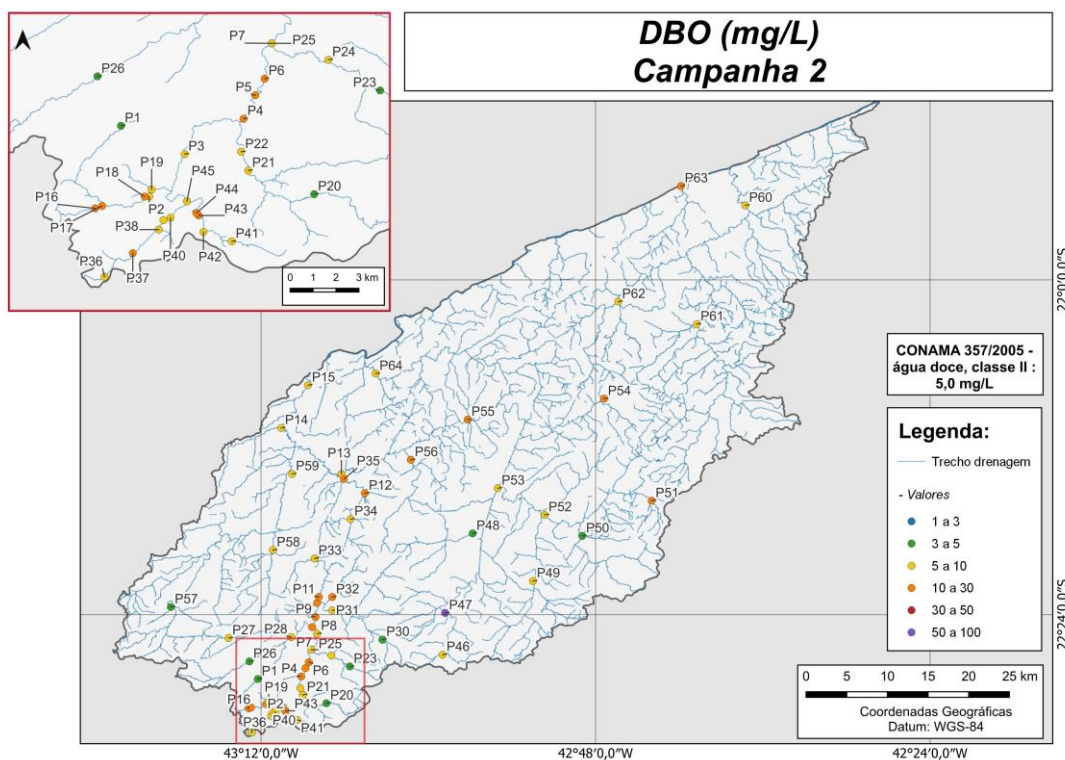 DBO (mg/L)
Campanha 2
P7
P25
P24
P26
P6
P23
P5
P4
P1
P3
P22
P21
P19
P18
P45
P44
P20
P16
P2
P43
P17
P38
P41
P40
P42
P36
P37
0 1 2 3 km
P63
P60
22°0'0,0"S
P62
P61
CONAMA 357/2005 -
água doce, classe II :
5,0 mg/L
P64
P15
P54
P55
P14
P13
P35
P56
P59
P12
P53
P51
P34
P52
P48
P50
P58
P33
P49
P11
P32
P57
P9
P31
P47
22°24'0,0"S
P27
P28
P8
P7
P25
P30
P46
P26
P4
P6
P23
P1
P19
P21
P16
P2
P43
P20
P36
P40
P41
Legenda:
Trecho drenagem
- Valores
1 a 3
3 a 5
5 a 10
10 a 30
30 a 50
50 a 100
0 5 10 15 20 25 km
Coordenadas Geográficas
Datum: WGS-84
43°12'0,0"W
42°48'0,0"W
42°24'0,0"W